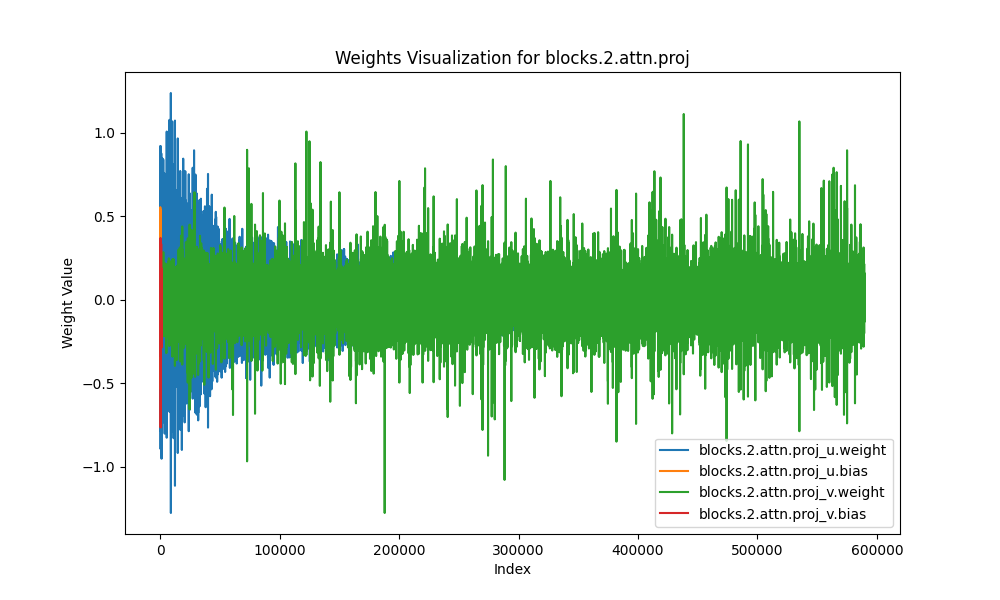 Weights Visualization for blocks.2.attn.proj
Weight Value
1.0
0.5
0.0
−0.5
−1.0
blocks.2.attn.proj_u.weight
blocks.2.attn.proj_u.bias
blocks.2.attn.proj_v.weight
blocks.2.attn.proj_v.bias
0 100000 200000 300000 400000 500000 600000
Index